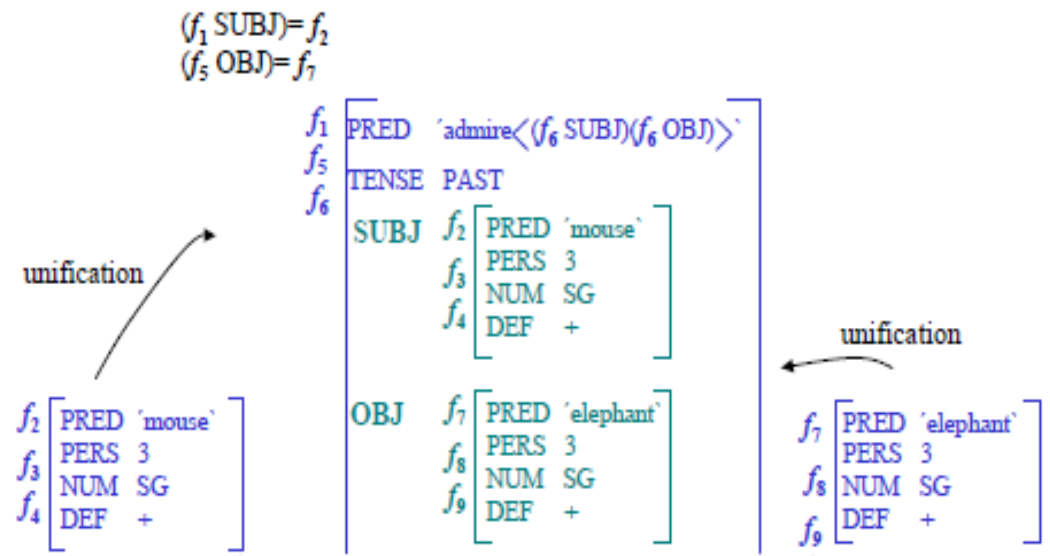 (f₁ SUBJ)= f₂
(f₅ OBJ)= f₇
f₁ PRED ´admire<(f₆ SUBJ)(f₆ OBJ)>`
f₅
TENSE PAST
f₆
SUBJ f₂ PRED ´mouse`
f₃ PERS 3
NUM SG
f₄ DEF +
unification
unification
OBJ f₇ PRED ´elephant`
f₈ PERS 3
NUM SG
f₉ DEF +
f₂ PRED ´mouse`
f₃ PERS 3
NUM SG
f₄ DEF +
f₇ PRED ´elephant`
PERS 3
f₈ NUM SG
f₉ DEF +